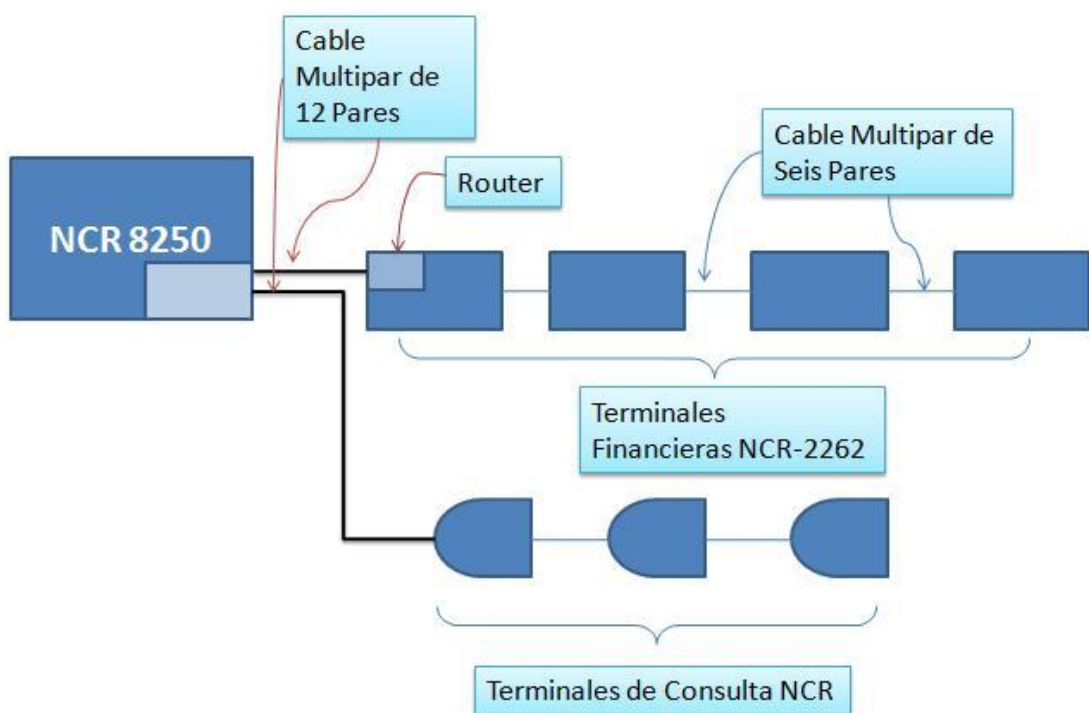 Cable
Multipar de
12 Pares
Cable Multipar de
Seis Pares
Router
NCR 8250
Terminales
Financieras NCR-2262
Terminales de Consulta NCR